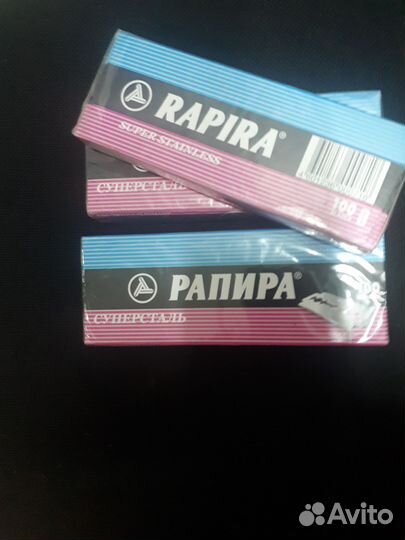 RAPIRA®
SUPER STAINLESS
100 B
СУПЕРСТАЛЬ
РАПИРА®
СУПЕРСТАЛЬ
Avito